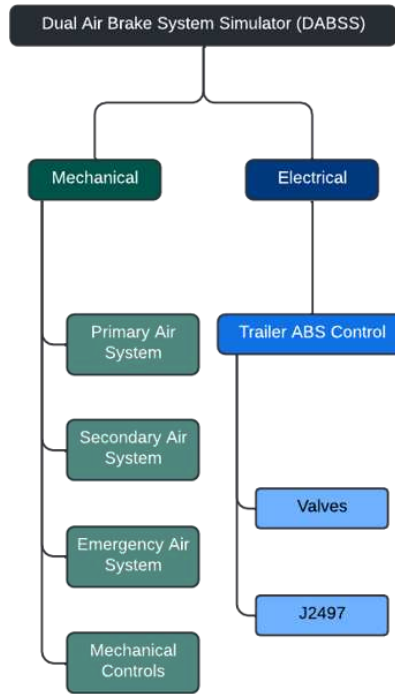 Dual Air Brake System Simulator (DABSS)
Mechanical
Electrical
Primary Air
System
Trailer ABS Control
Secondary Air
System
Valves
Emergency Air
System
J2497
Mechanical
Controls